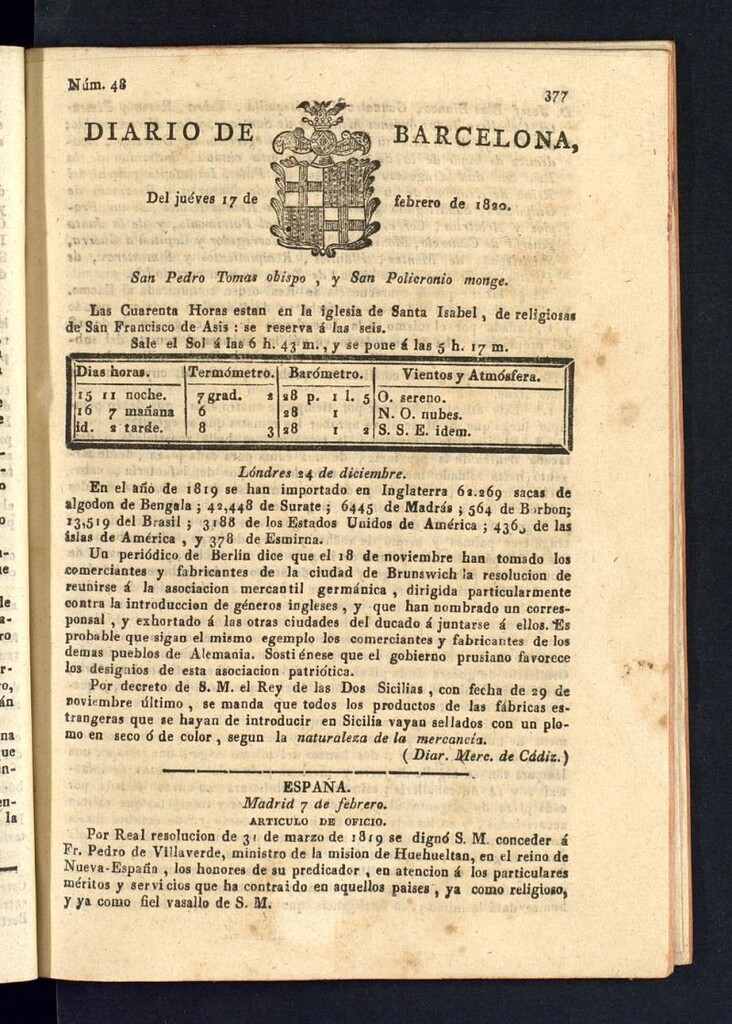 Núm. 48
377
DIARIO DE BARCELONA,
Del juéves 17 de febrero de 1820.
San Pedro Tomas obispo, y San Policronio monge.
Las Cuarenta Horas estan en la iglesia de Santa Isabel, de religiosas
de San Francisco de Asis: se reserva á las seis.
Sale el Sol á las 6 h. 43 m., y se pone á las 5 h. 17 m.
Dias horas. Termómetro. Barómetro. Vientos y Atmósfera.
15 11 noche. 7 grad. 2 28 p. 1 l. 5 O. sereno.
16 7 mañana 6 28 1 N. O. nubes.
id. 2 tarde. 8 3 28 1 2 S. S. E. idem.
Lóndres 24 de diciembre.
En el año de 1819 se han importado en Inglaterra 62.269 sacas de
algodon de Bengala; 42,448 de Surate; 6445 de Madrás; 564 de Borbon;
13,519 del Brasil; 3188 de los Estados Unidos de América; de las
islas de América, y 378 de Esmirna.
Un periódico de Berlin dice que el 18 de noviembre han tomado los
comerciantes y fabricantes de la ciudad de Brunswich la resolucion de
reunirse á la asociacion mercantil germánica, dirigida particularmente
contra la introduccion de géneros ingleses, y que han nombrado un corres-
ponsal, y exhortado á las otras ciudades del ducado á juntarse á ellos. Es
probable que sigan el mismo egemplo los comerciantes y fabricantes de los
demas pueblos de Alemania. Sostiénese que el gobierno prusiano favorece
los designios de esta asociacion patriótica.
Por decreto de S. M. el Rey de las Dos Sicilias, con fecha de 29 de
noviembre último, se manda que todos los productos de las fábricas es-
trangeras que se hayan de introducir en Sicilia vayan sellados con un plo-
mo en seco ó de color, segun la naturaleza de la mercancía.
(Diar. Merc. de Cádiz.)
ESPAÑA.
Madrid 7 de febrero.
ARTICULO DE OFICIO.
Por Real resolucion de 31 de marzo de 1819 se dignó S. M. conceder á
Fr. Pedro de Villaverde, ministro de la mision de Huehueltan, en el reino de
Nueva-España, los honores de su predicador, en atencion á los particulares
méritos y servicios que ha contraido en aquellos paises, ya como religioso,
y ya como fiel vasallo de S. M.